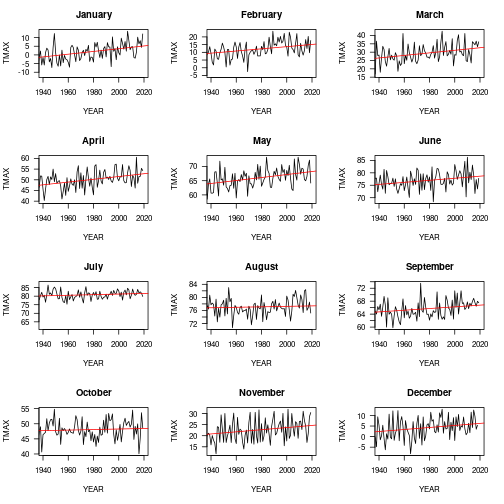 January February March
TMAX 10 5 0 -10 TMAX 20 15 10 5 0 -5 TMAX 40 35 30 25 20 15
1940 1960 1980 2000 2020 1940 1960 1980 2000 2020 1940 1960 1980 2000 2020
YEAR YEAR YEAR
April May June
TMAX 60 55 50 45 40 TMAX 70 65 60 TMAX 85 80 75 70
1940 1960 1980 2000 2020 1940 1960 1980 2000 2020 1940 1960 1980 2000 2020
YEAR YEAR YEAR
July August September
TMAX 85 80 75 70 65 TMAX 84 80 76 72 TMAX 72 68 64 60
1940 1960 1980 2000 2020 1940 1960 1980 2000 2020 1940 1960 1980 2000 2020
YEAR YEAR YEAR
October November December
TMAX 55 50 45 40 TMAX 30 25 20 15 TMAX 10 5 0 -5
1940 1960 1980 2000 2020 1940 1960 1980 2000 2020 1940 1960 1980 2000 2020
YEAR YEAR YEAR